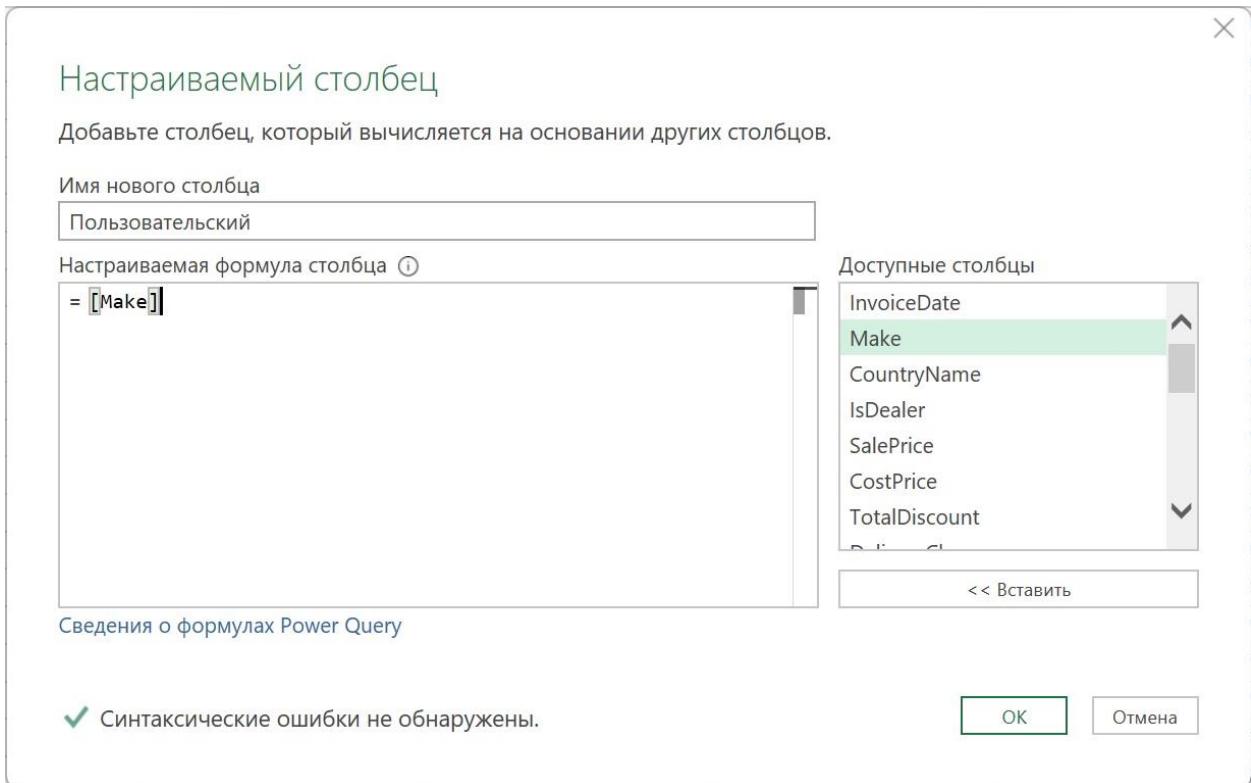 Настраиваемый столбец
Добавьте столбец, который вычисляется на основании других столбцов.
Имя нового столбца
Пользовательский
Настраиваемая формула столбца
= [Make]
Доступные столбцы
InvoiceDate
Make
CountryName
IsDealer
SalePrice
CostPrice
TotalDiscount
<< Вставить
Сведения о формулах Power Query
Синтаксические ошибки не обнаружены.
ОК
Отмена